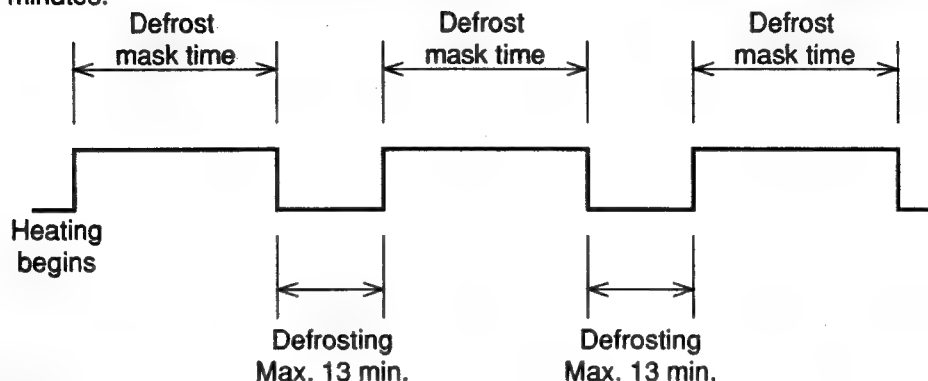 minutes.
Defrost
mask time
Defrost
mask time
Defrost
mask time
Heating
begins
Defrosting
Max. 13 min.
Defrosting
Max. 13 min.